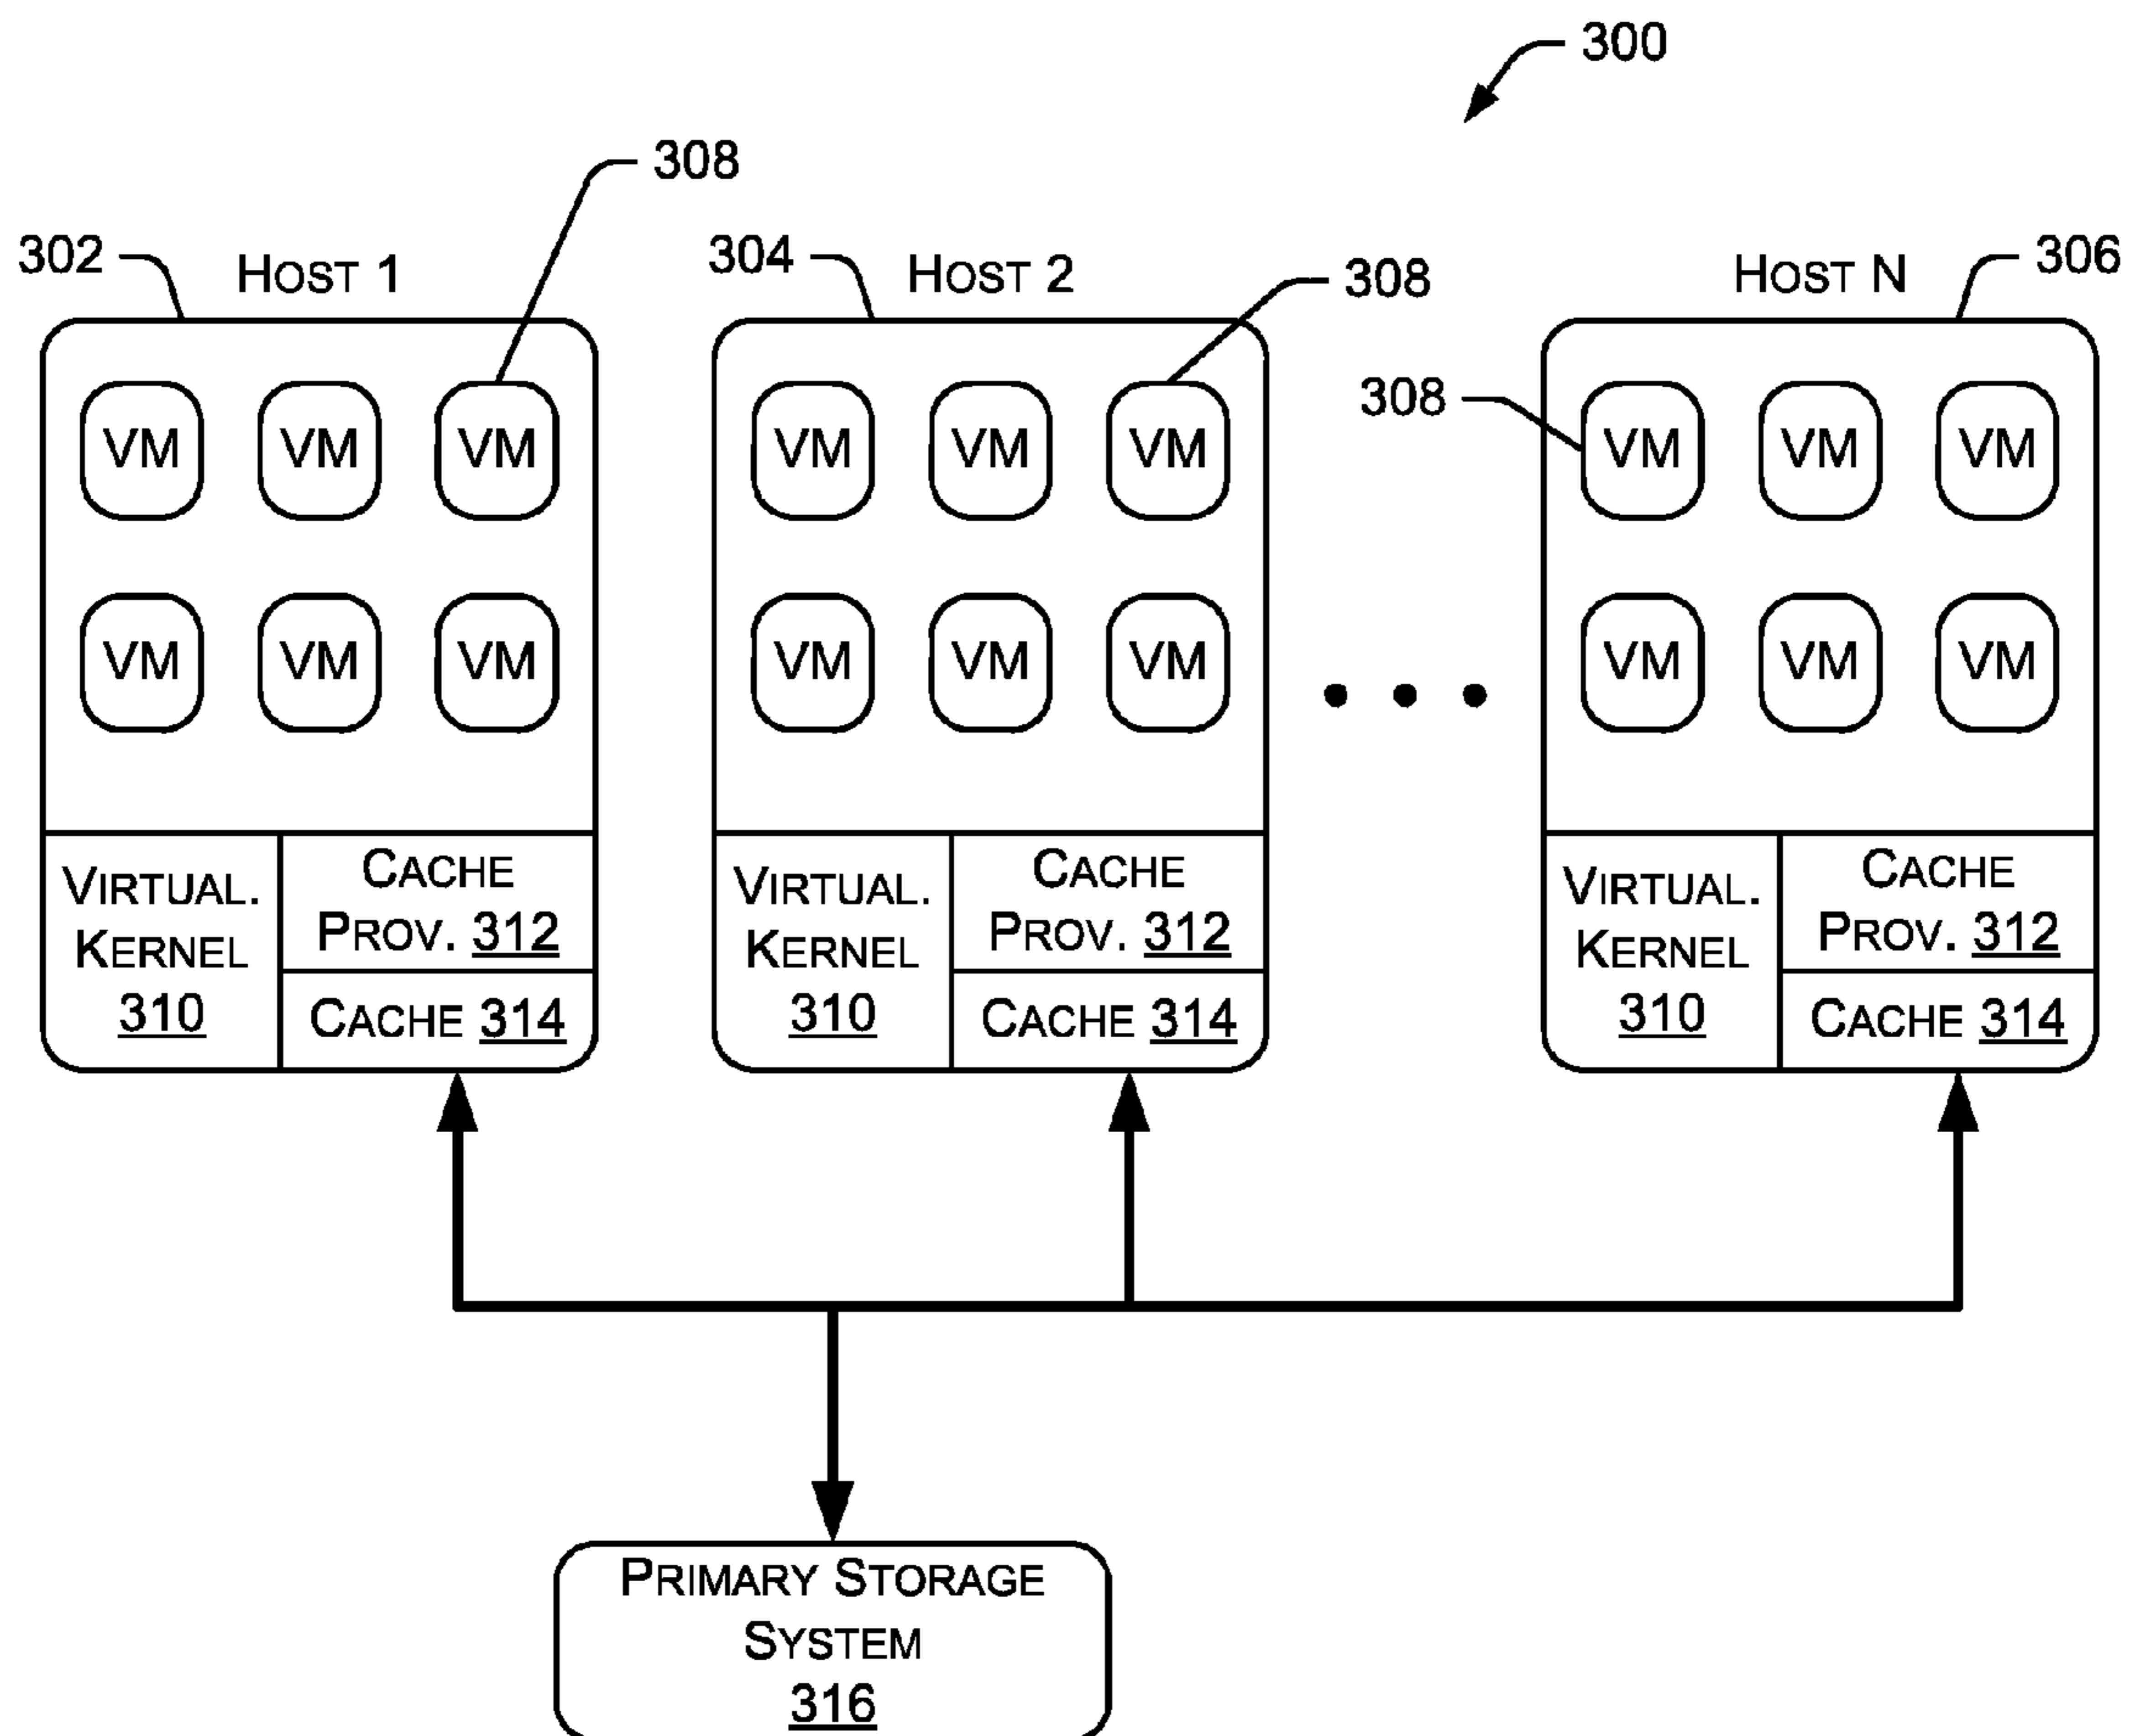 300
308
302
HOST 1
304
HOST 2
308
HOST N
306
308
VM VM VM
VM VM VM
VM VM VM
VM VM VM
VM VM VM
VM VM VM
VIRTUAL.
KERNEL
310
CACHE
PROV. 312
CACHE 314
VIRTUAL.
KERNEL
310
CACHE
PROV. 312
CACHE 314
VIRTUAL.
KERNEL
310
CACHE
PROV. 312
CACHE 314
PRIMARY STORAGE
SYSTEM
316